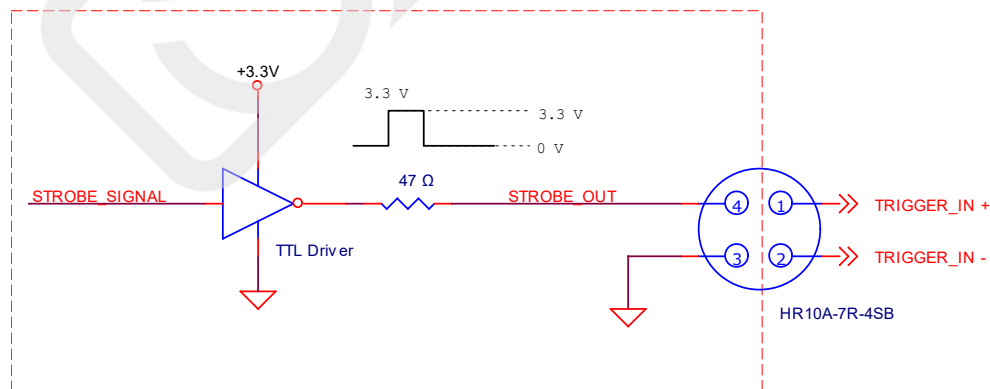 +3.3V
3.3 V
3.3 V
0 V
STROBE_SIGNAL
47 Ω
STROBE_OUT
4
1
TRIGGER_IN +
TTL Driver
3
2
TRIGGER_IN -
HR10A-7R-4SB